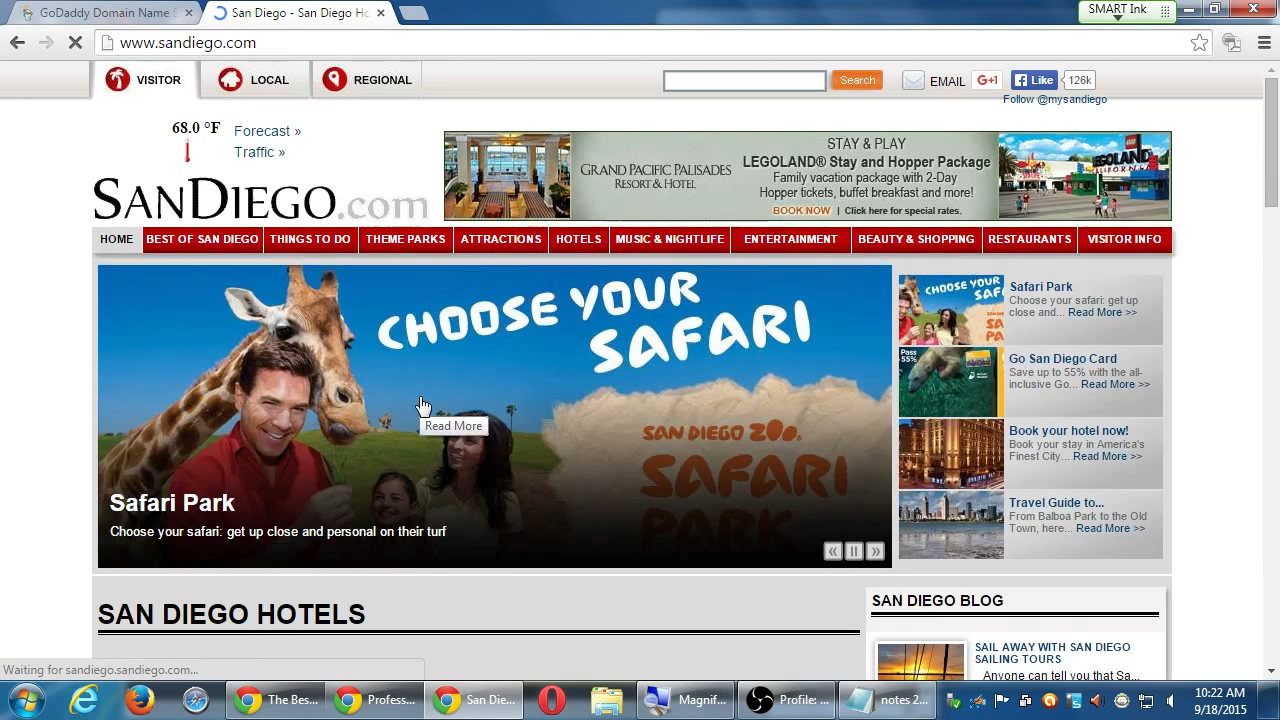 GoDaddy Domain Name S
San Diego - San Diego Ho
SMART Ink
www.sandiego.com
VISITOR
LOCAL
REGIONAL
Search
EMAIL
G+1
Like
126k
Follow @mysandiego
68.0 °F
Forecast »
Traffic »
SANDIEGO.com
GRAND PACIFIC PALISADES
RESORT & HOTEL
STAY & PLAY
LEGOLAND® Stay and Hopper Package
Family vacation package with 2-Day
Hopper tickets, buffet breakfast and more!
BOOK NOW | Click here for special rates.
LEGOLAND
CALIFORNIA
HOME
BEST OF SAN DIEGO
THINGS TO DO
THEME PARKS
ATTRACTIONS
HOTELS
MUSIC & NIGHTLIFE
ENTERTAINMENT
BEAUTY & SHOPPING
RESTAURANTS
VISITOR INFO
CHOOSE YOUR
SAFARI
Read More
SAN DIEGO ZOO
SAFARI
PARK
Safari Park
Choose your safari: get up close and personal on their turf
Safari Park
Choose your safari: get up
close and... Read More >>
Go San Diego Card
Save up to 55% with the all-
inclusive Go... Read More >>
Book your hotel now!
Book your stay in America's
Finest City... Read More >>
Travel Guide to...
From Balboa Park to the Old
Town, here... Read More >>
SAN DIEGO HOTELS
SAN DIEGO BLOG
SAIL AWAY WITH SAN DIEGO
SAILING TOURS
Anyone can tell you that Sa...
Waiting for sandiego.sandiego.com...
The Bes...
Profess...
San Die...
Magnif...
Profile: ...
notes 2...
10:22 AM
9/18/2015